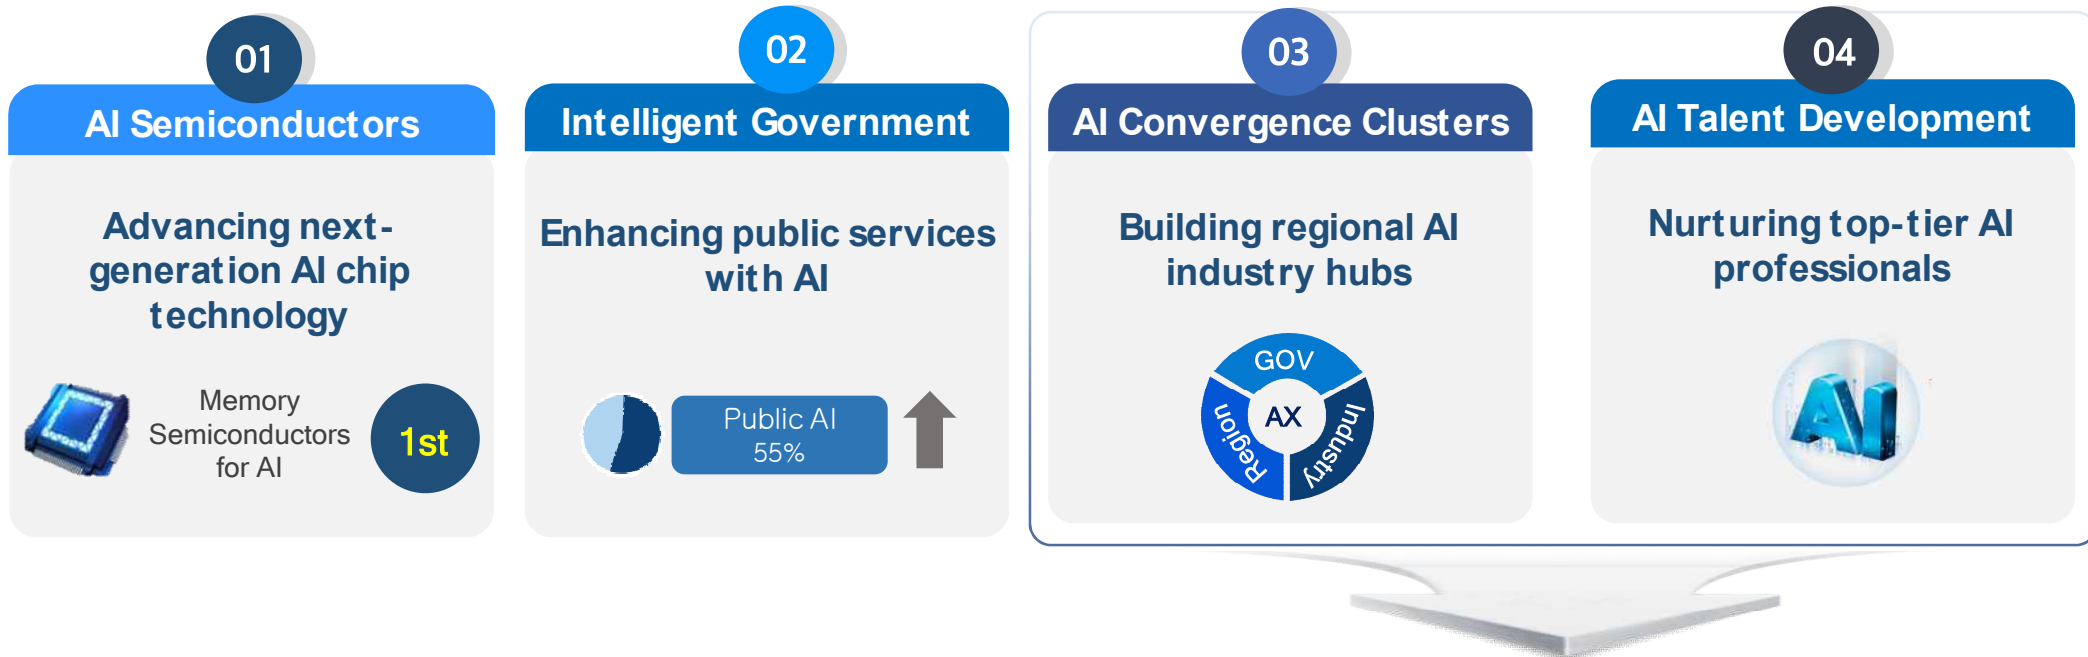 01
AI Semiconductors
Advancing next-
generation AI chip
technology
Memory
Semiconductors
for AI
1st
02
Intelligent Government
Enhancing public services
with AI
Public AI
55%
03
AI Convergence Clusters
Building regional AI
industry hubs
GOV
Region
AX
Industry
04
AI Talent Development
Nurturing top-tier AI
professionals
AI